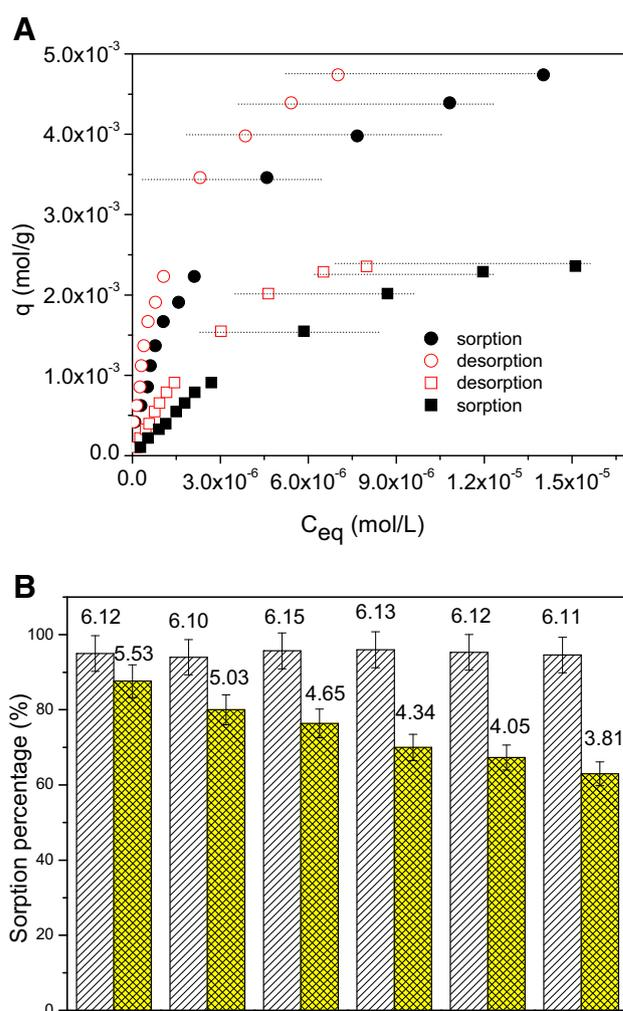 A
5.0x10⁻³
4.0x10⁻³
3.0x10⁻³
2.0x10⁻³
1.0x10⁻³
0.0
q (mol/g)
sorption
desorption
desorption
sorption
0.0 3.0x10⁻⁶ 6.0x10⁻⁶ 9.0x10⁻⁶ 1.2x10⁻⁵ 1.5x10⁻⁵
Ceq (mol/L)
B
Sorption percentage (%)
100
80
60
40
20
0
6.12 6.10 6.15 6.13 6.12 6.11
5.53 5.03 4.65 4.34 4.05 3.81